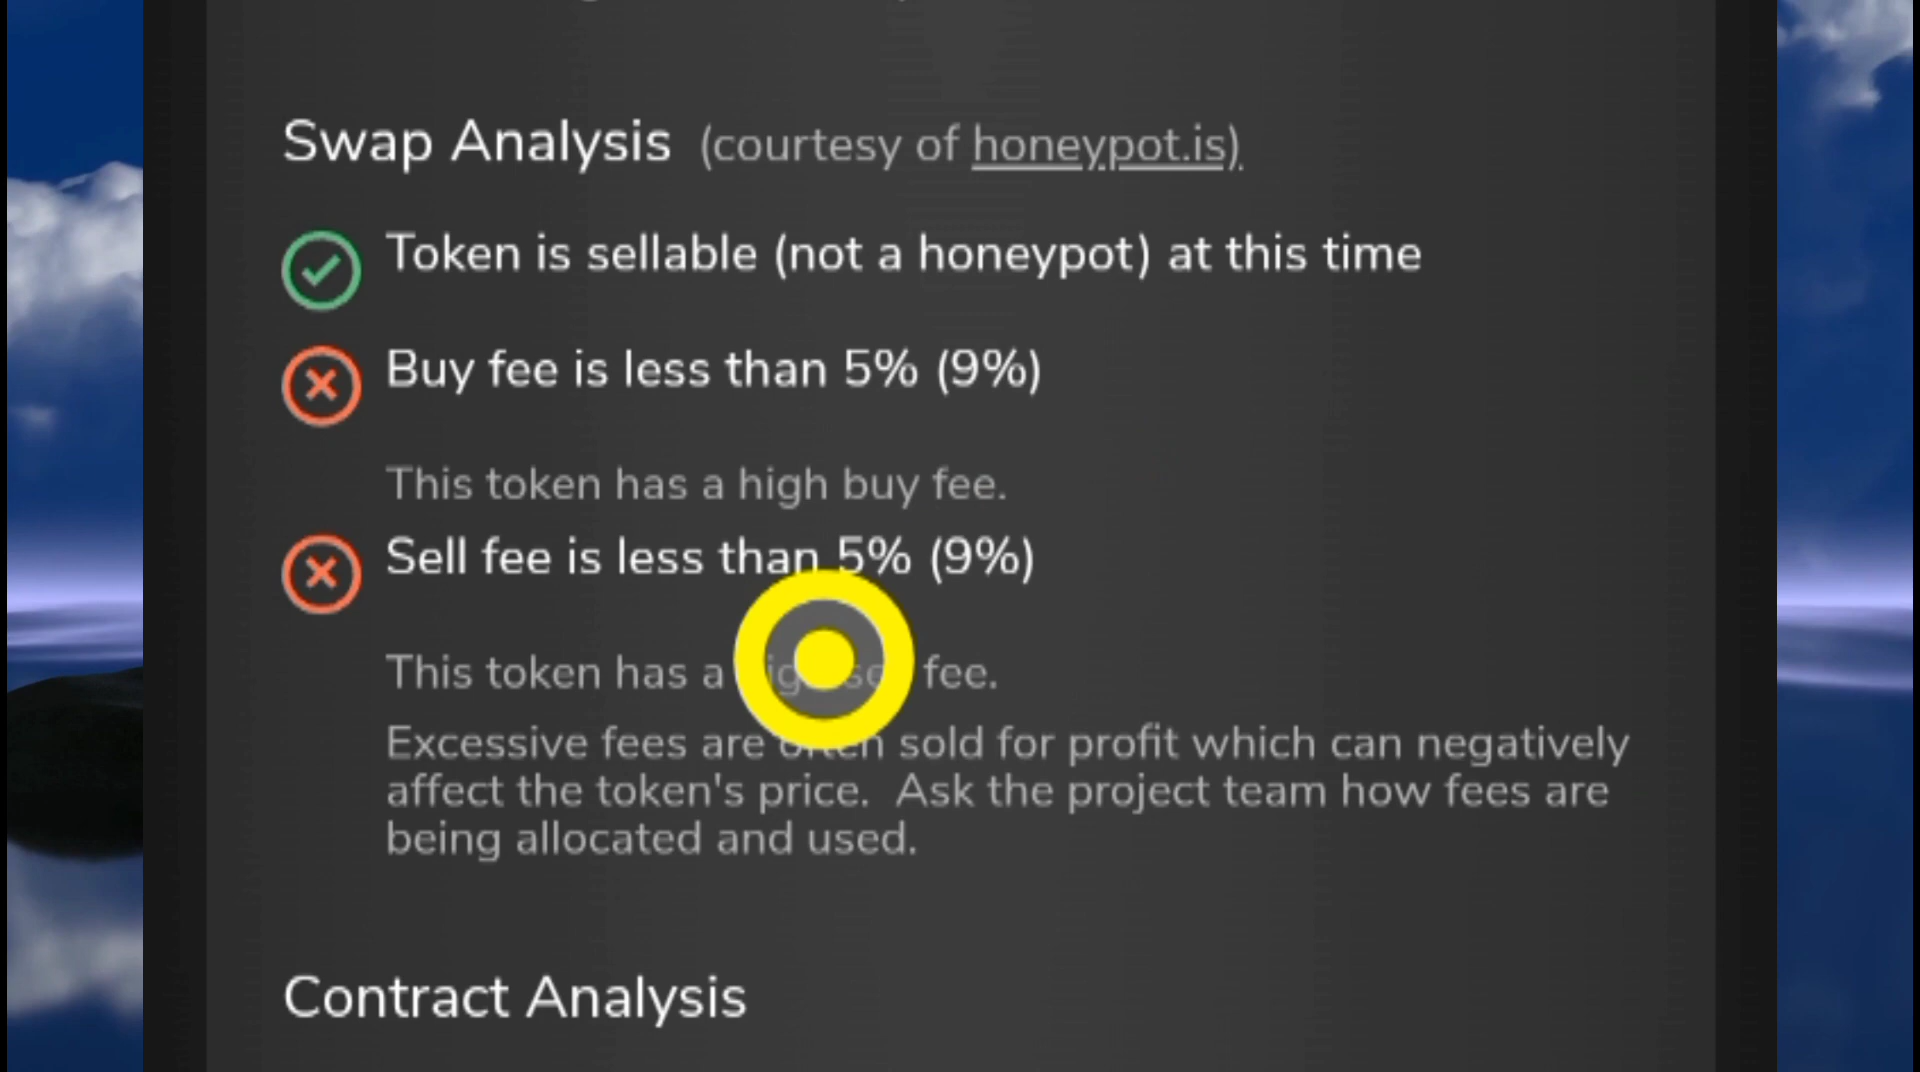 Swap Analysis (courtesy of honeypot.is).
Token is sellable (not a honeypot) at this time
Buy fee is less than 5% (9%)
This token has a high buy fee.
Sell fee is less than 5% (9%)
This token has a fee.
Excessive fees are often sold for profit which can negatively
affect the token's price. Ask the project team how fees are
being allocated and used.
Contract Analysis